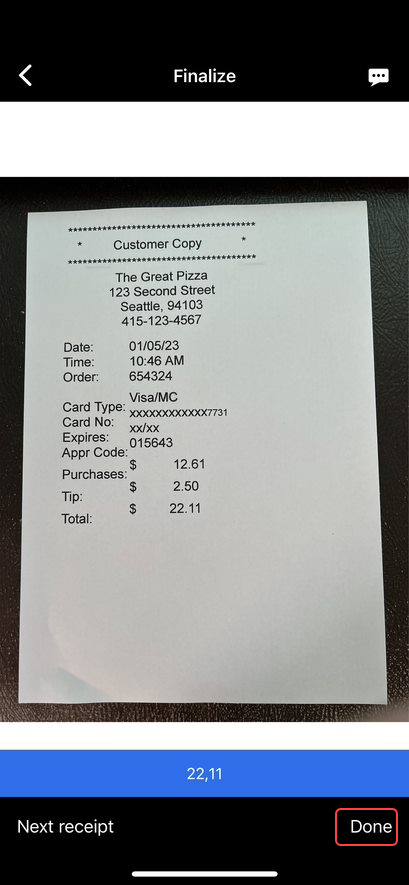 Finalize
*************************************
* Customer Copy *
*************************************
The Great Pizza
123 Second Street
Seattle, 94103
415-123-4567
Date: 01/05/23
Time: 10:46 AM
Order: 654324
Card Type: Visa/MC
Card No: xxxxxxxxxxxx7731
Expires: xx/xx
Appr Code: 015643
Purchases: $ 12.61
Tip: $ 2.50
Total: $ 22.11
22,11
Next receipt
Done